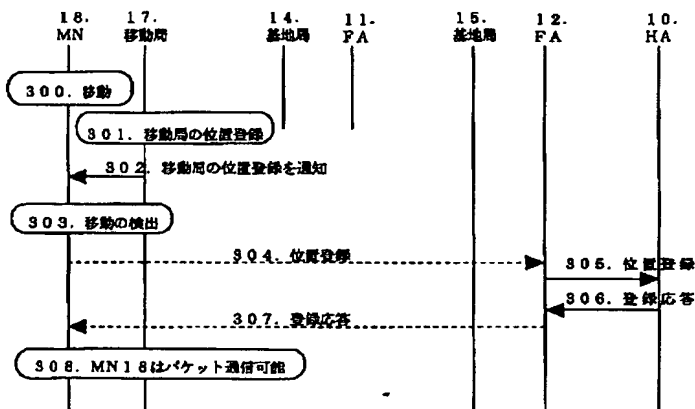 18. 17. 14. 11. 15. 12. 10.
MN 移動局 基地局 FA 基地局 FA HA
300. 移動
301. 移動局の位置登録
302. 移動局の位置登録を通知
303. 移動の検出
304. 位置登録
305. 位置登録
306. 登録応答
307. 登録応答
308. MN18はパケット通信可能